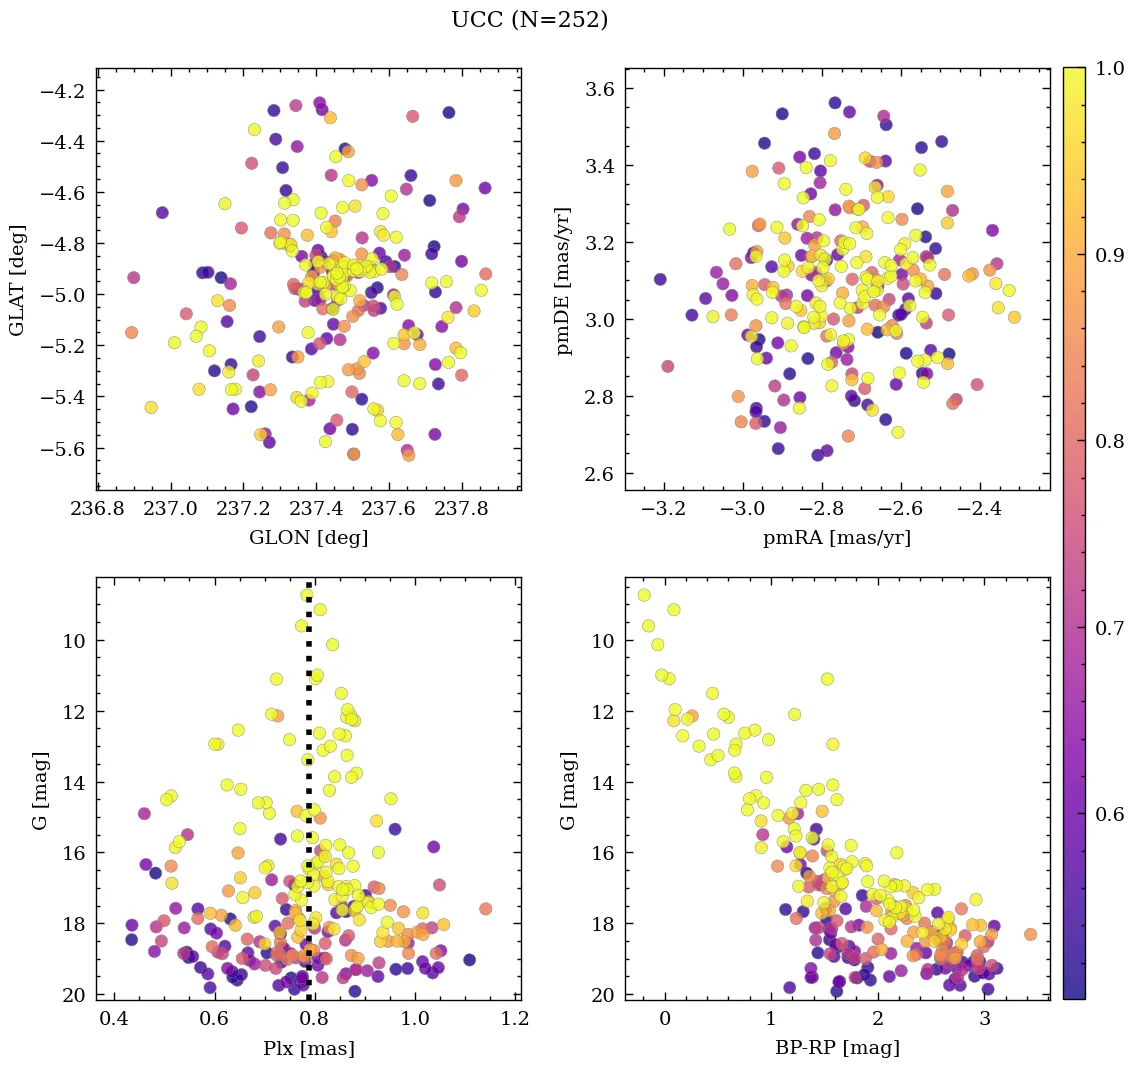 UCC (N=252)
−4.2
−4.4
−4.6
−4.8
−5.0
−5.2
−5.4
−5.6
GLAT [deg]
236.8 237.0 237.2 237.4 237.6 237.8
GLON [deg]
3.6
3.4
3.2
3.0
2.8
2.6
pmDE [mas/yr]
−3.2 −3.0 −2.8 −2.6 −2.4
pmRA [mas/yr]
1.0
0.9
0.8
0.7
0.6
10
12
14
16
18
20
G [mag]
0.4 0.6 0.8 1.0 1.2
Plx [mas]
10
12
14
16
18
20
G [mag]
0 1 2 3
BP-RP [mag]